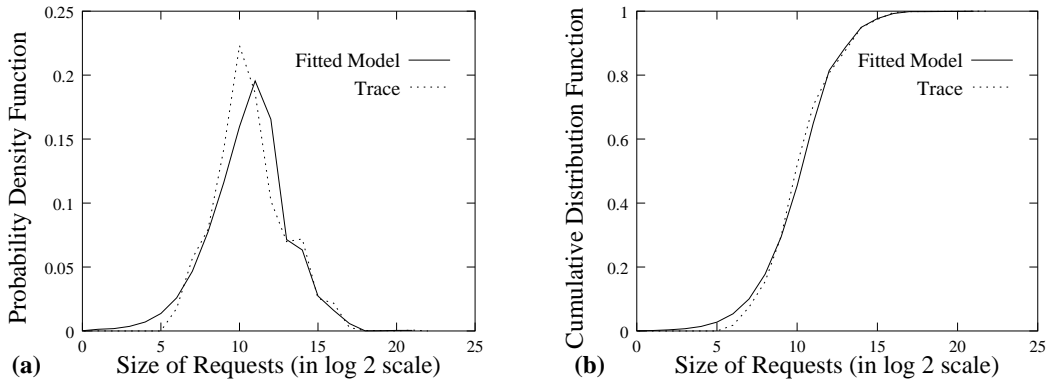 Probability Density Function
0.25
0.2
0.15
0.1
0.05
0
Fitted Model
Trace
0 5 10 15 20 25
(a)
Size of Requests (in log 2 scale)
Cumulative Distribution Function
1
0.8
0.6
0.4
0.2
0
Fitted Model
Trace
0 5 10 15 20 25
(b)
Size of Requests (in log 2 scale)